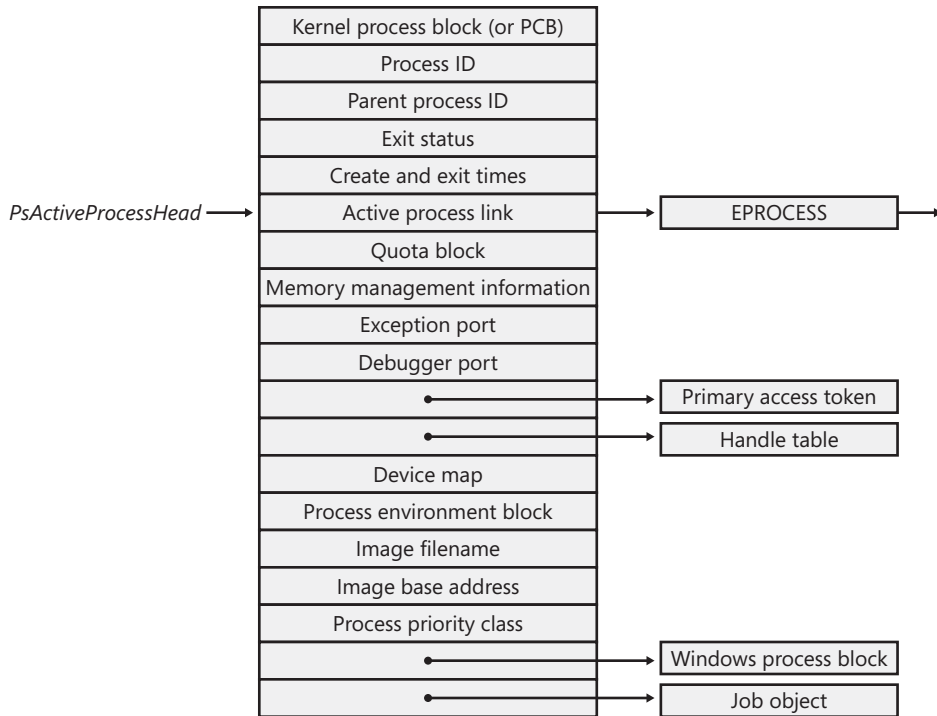 Kernel process block (or PCB)
Process ID
Parent process ID
Exit status
Create and exit times
PsActiveProcessHead
Active process link
EPROCESS
Quota block
Memory management information
Exception port
Debugger port
Primary access token
Handle table
Device map
Process environment block
Image filename
Image base address
Process priority class
Windows process block
Job object